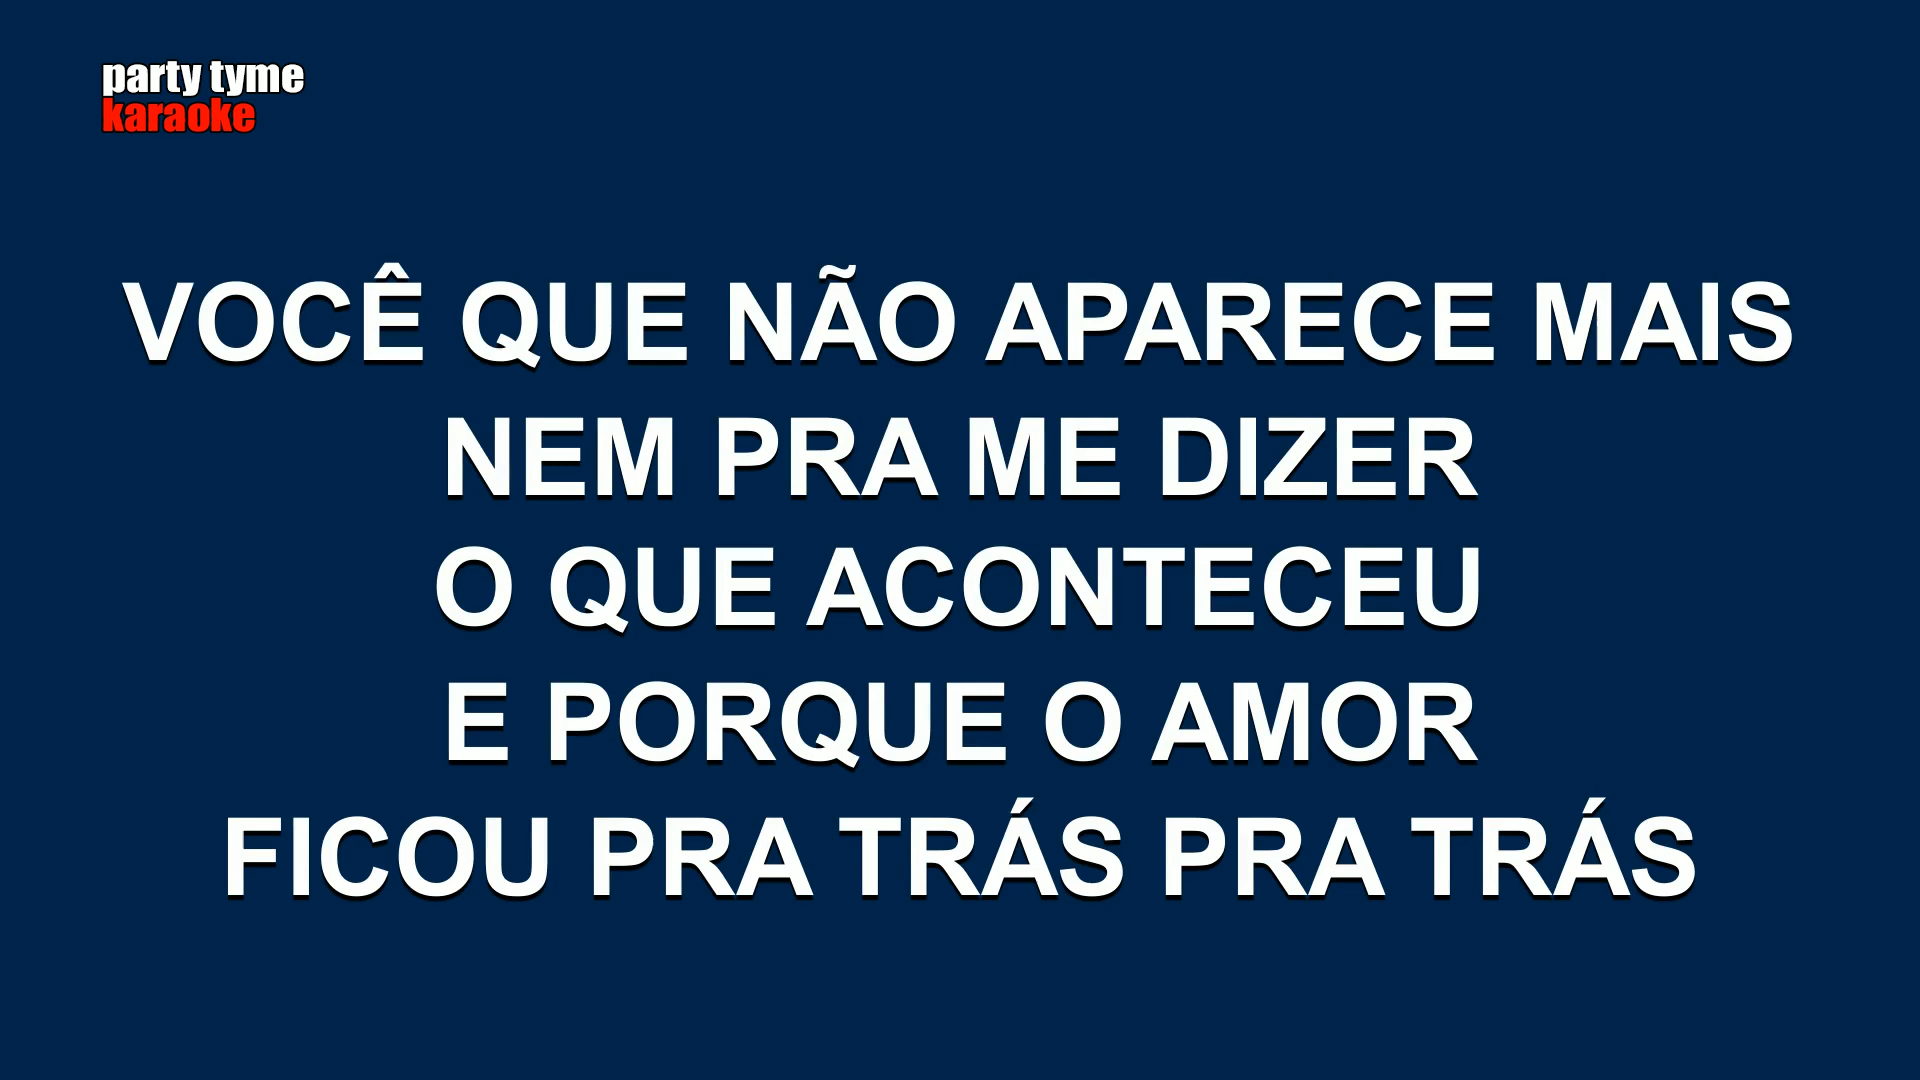 party tyme
karaoke
VOCÊ QUE NÃO APARECE MAIS
NEM PRA ME DIZER
O QUE ACONTECEU
E PORQUE O AMOR
FICOU PRA TRÁS PRA TRÁS